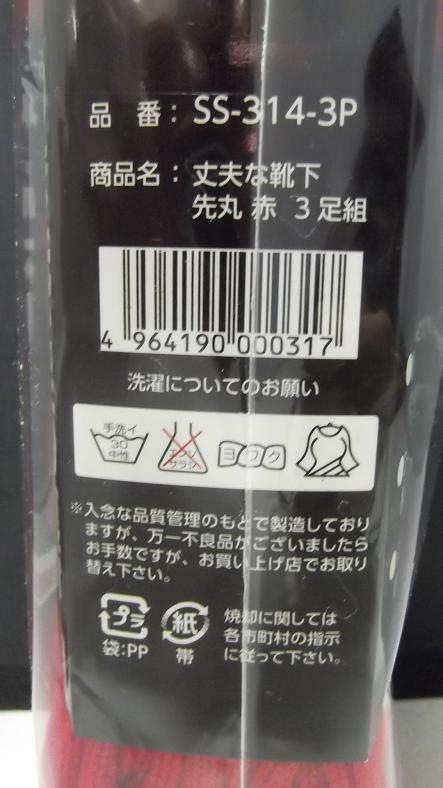 品　番：SS-314-3P
商品名：丈夫な靴下
先丸 赤 3足組
4 964190 000317
洗濯についてのお願い
手洗イ
30
中性
エンソ
サラシ
ヨワク
※入念な品質管理のもとで製造しており
ますが、万一不良品がございましたら
お手数ですが、お買い上げ店でお取り
替え下さい。
プラ
袋:PP
紙
帯
焼却に関しては
各市町村の指示
に従って下さい。